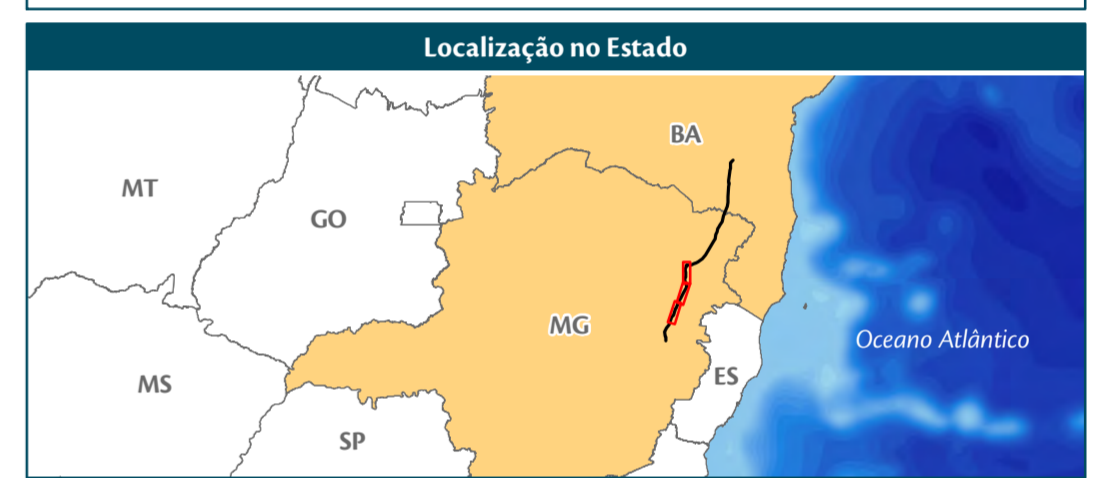 Localização no Estado
BA
MT
GO
MG
Oceano Atlântico
ES
MS
SP